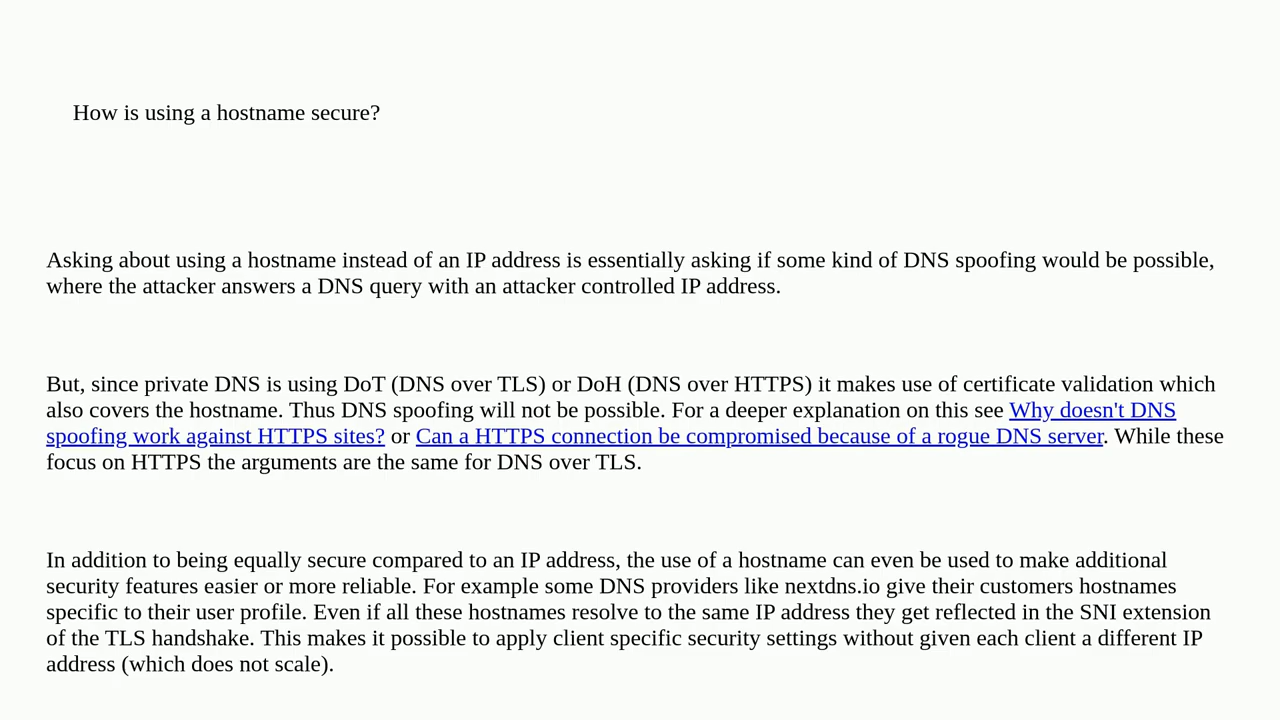 How is using a hostname secure?
Asking about using a hostname instead of an IP address is essentially asking if some kind of DNS spoofing would be possible,
where the attacker answers a DNS query with an attacker controlled IP address.
But, since private DNS is using DoT (DNS over TLS) or DoH (DNS over HTTPS) it makes use of certificate validation which
also covers the hostname. Thus DNS spoofing will not be possible. For a deeper explanation on this see Why doesn't DNS
spoofing work against HTTPS sites? or Can a HTTPS connection be compromised because of a rogue DNS server. While these
focus on HTTPS the arguments are the same for DNS over TLS.
In addition to being equally secure compared to an IP address, the use of a hostname can even be used to make additional
security features easier or more reliable. For example some DNS providers like nextdns.io give their customers hostnames
specific to their user profile. Even if all these hostnames resolve to the same IP address they get reflected in the SNI extension
of the TLS handshake. This makes it possible to apply client specific security settings without given each client a different IP
address (which does not scale).